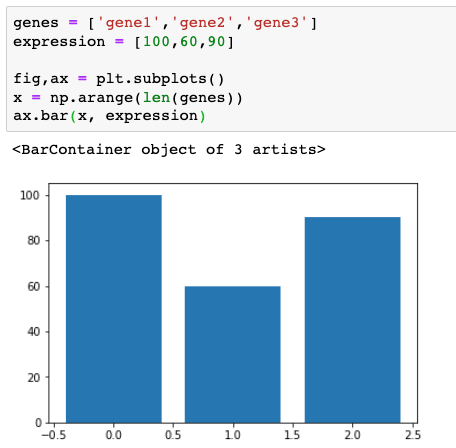 genes = ['gene1','gene2','gene3']
expression = [100,60,90]
fig,ax = plt.subplots()
x = np.arange(len(genes))
ax.bar(x, expression)
<BarContainer object of 3 artists>
100
80
60
40
20
0
−0.5 0.0 0.5 1.0 1.5 2.0 2.5